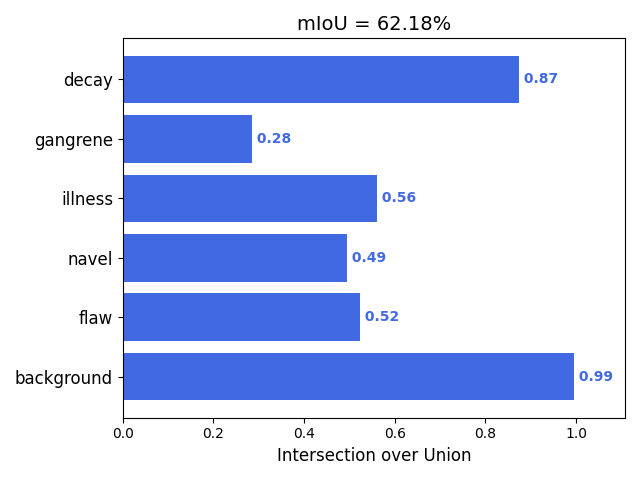 mIoU = 62.18%
decay
0.87
gangrene
0.28
illness
0.56
navel
0.49
flaw
0.52
background
0.99
0.0 0.2 0.4 0.6 0.8 1.0
Intersection over Union